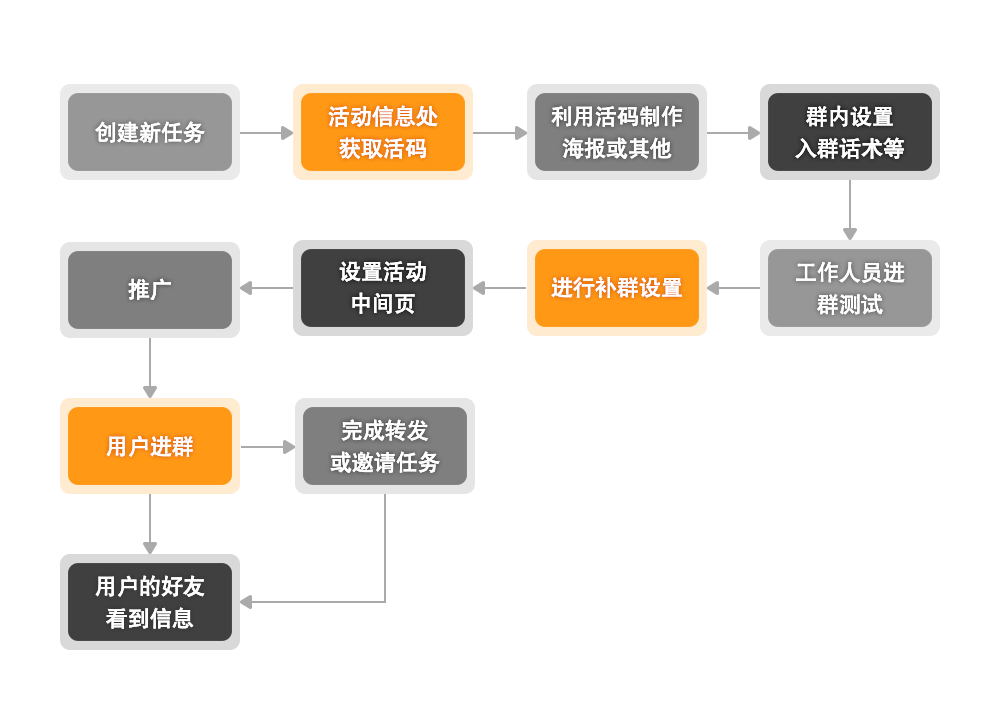 创建新任务
活动信息处
获取活码
利用活码制作
海报或其他
群内设置
入群话术等
推广
设置活动
中间页
进行补群设置
工作人员进
群测试
用户进群
完成转发
或邀请任务
用户的好友
看到信息